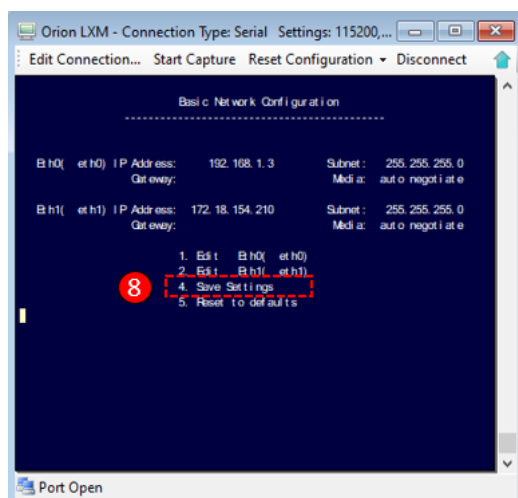 Orion LXM - Connection Type: Serial Settings: 115200,...
Edit Connection... Start Capture Reset Configuration Disconnect
Basic Network Configuration
--------------------------------------------
Eth0( eth0) IP Address: 192.168.1.3 Subnet: 255.255.255.0
Gateway: Media: auto negotiate
Eth1( eth1) IP Address: 172.18.154.210 Subnet: 255.255.255.0
Gateway: Media: auto negotiate
1. Edit Eth0( eth0)
2. Edit Eth1( eth1)
8 4. Save Settings
5. Reset to defaults
Port Open